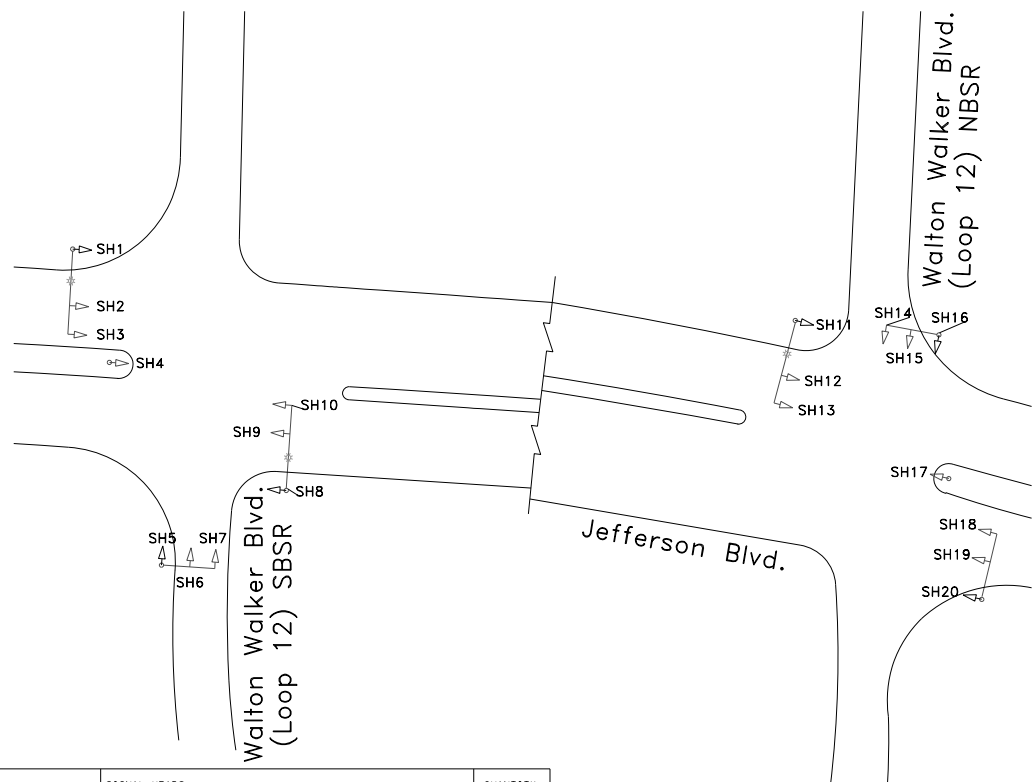 Walton Walker Blvd.
(Loop 12) NBSR
SH1
SH2
SH3
SH4
SH5
SH6
SH7
SH8
SH9
SH10
SH11
SH12
SH13
SH14
SH15
SH16
SH17
SH18
SH19
SH20
Jefferson Blvd.
Walton Walker Blvd.
(Loop 12) SBSR